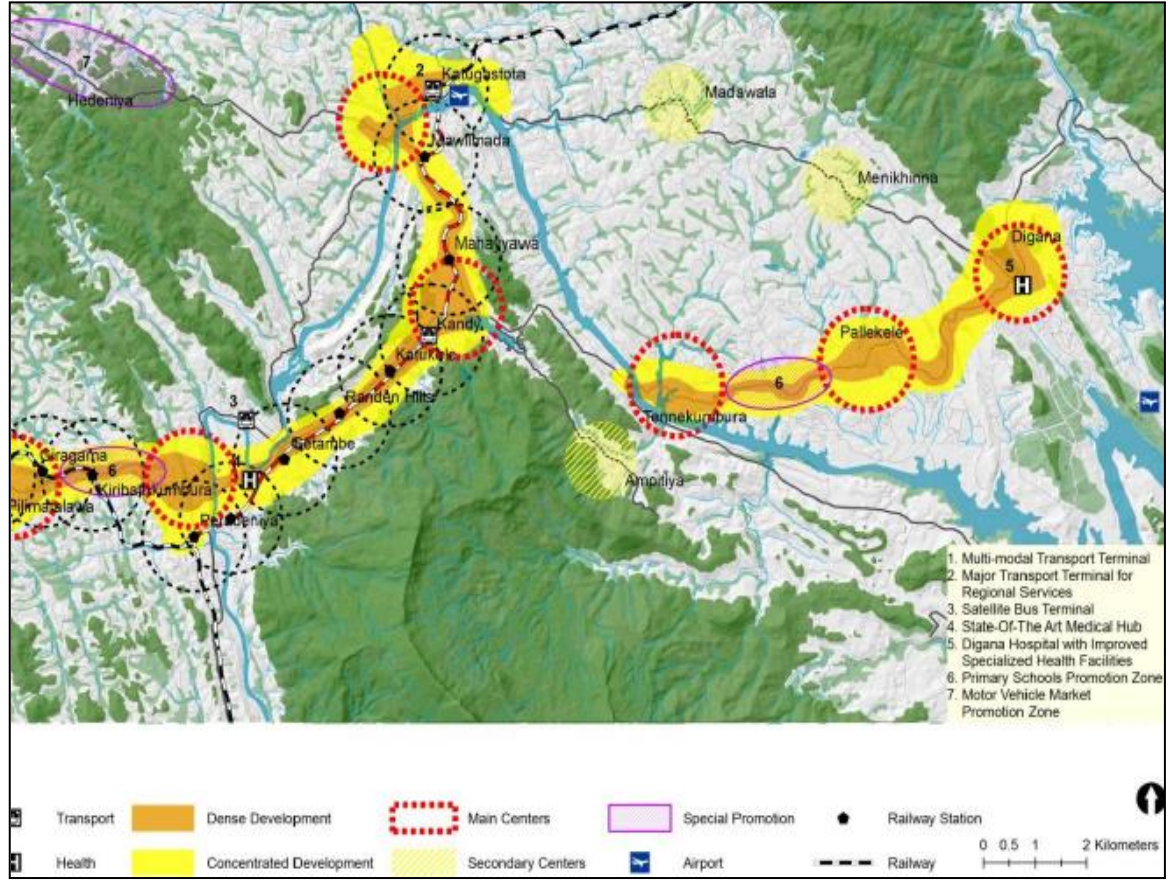 7
Hedeniya
2
Katugastota
Mawilmada
Madawala
Menikhinna
Mahaiyawa
Digana
5
1
Kandy
Pallekele
Randen Hills
6
3
Getambe
Tennekumbura
Ciragama
6
4
Kiribathkumbura
Ampitiya
Peradeniya
1. Multi-modal Transport Terminal
2. Major Transport Terminal for
Regional Services
3. Satellite Bus Terminal
4. State-Of-The Art Medical Hub
5. Digana Hospital with Improved
Specialized Health Facilities
6. Primary Schools Promotion Zone
7. Motor Vehicle Market
Promotion Zone
Transport
Dense Development
Main Centers
Special Promotion
Railway Station
H Health
Concentrated Development
Secondary Centers
Airport
Railway
0 0.5 1 2 Kilometers